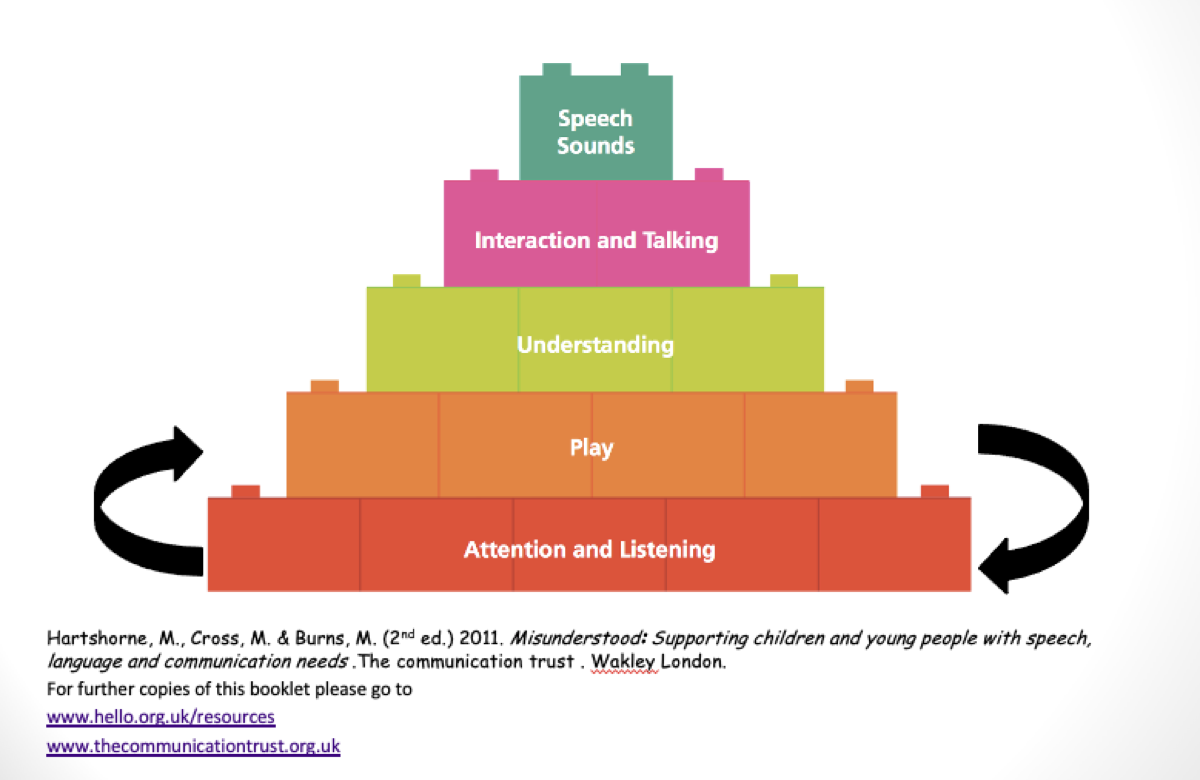 Speech
Sounds
Interaction and Talking
Understanding
Play
Attention and Listening
Hartshorne, M., Cross, M. & Burns, M. (2nd ed.) 2011. Misunderstood: Supporting children and young people with speech,
language and communication needs .The communication trust . Wakley London.
For further copies of this booklet please go to
www.hello.org.uk/resources
www.thecommunicationtrust.org.uk